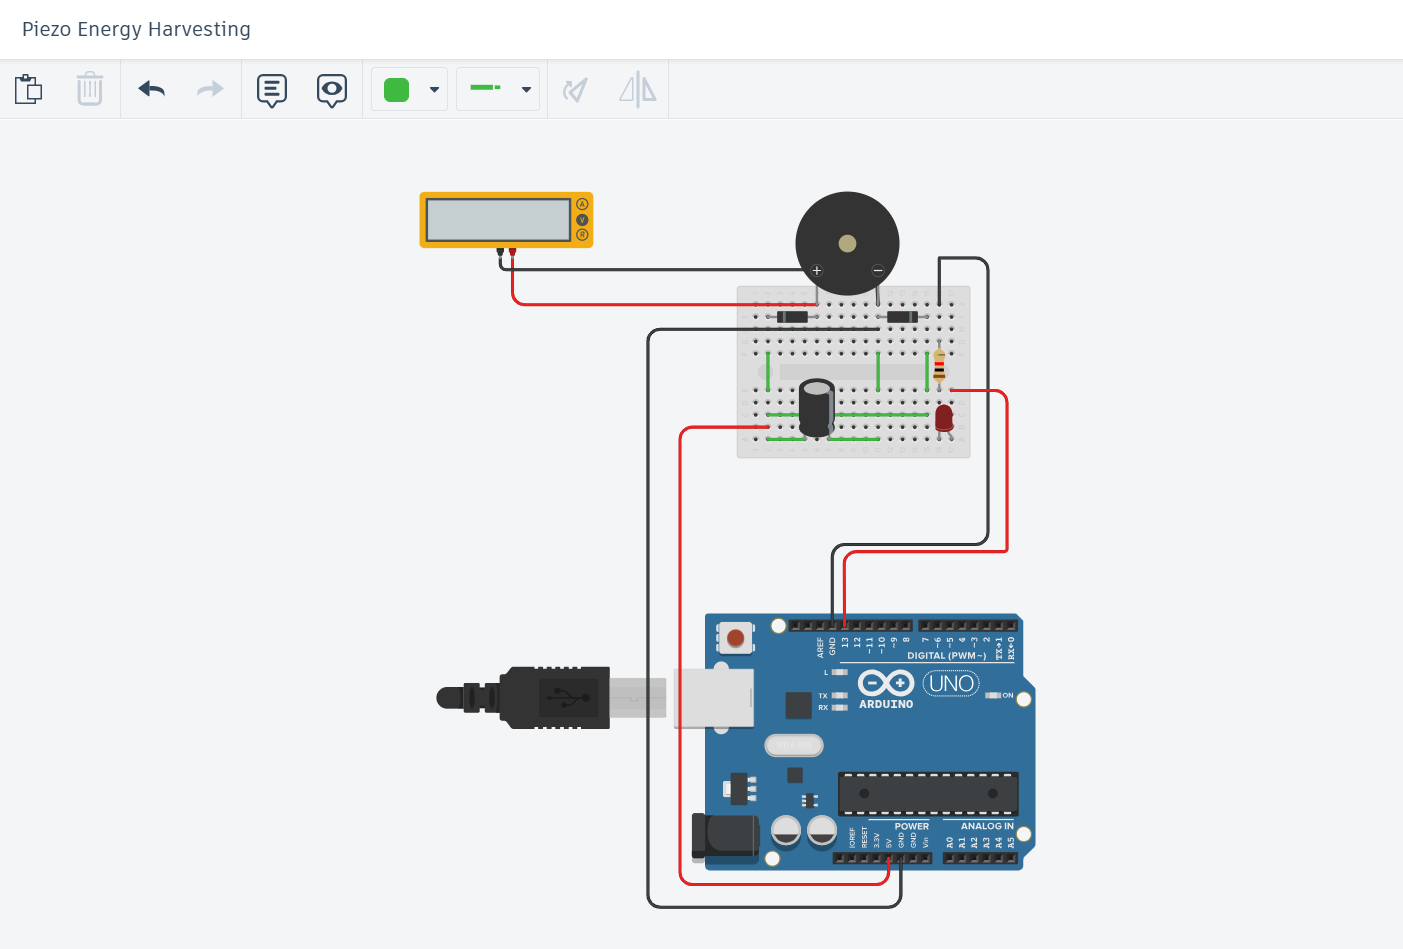 Piezo Energy Harvesting
A
V
R
+
−
AREF
GND
13
12
~11
~10
~9
8
7
~6
~5
4
~3
2
TX→1
RX←0
DIGITAL (PWM~)
L
TX
RX
UNO
ARDUINO
ON
POWER
ANALOG IN
IOREF
RESET
3.3V
5V
GND
GND
Vin
A0
A1
A2
A3
A4
A5